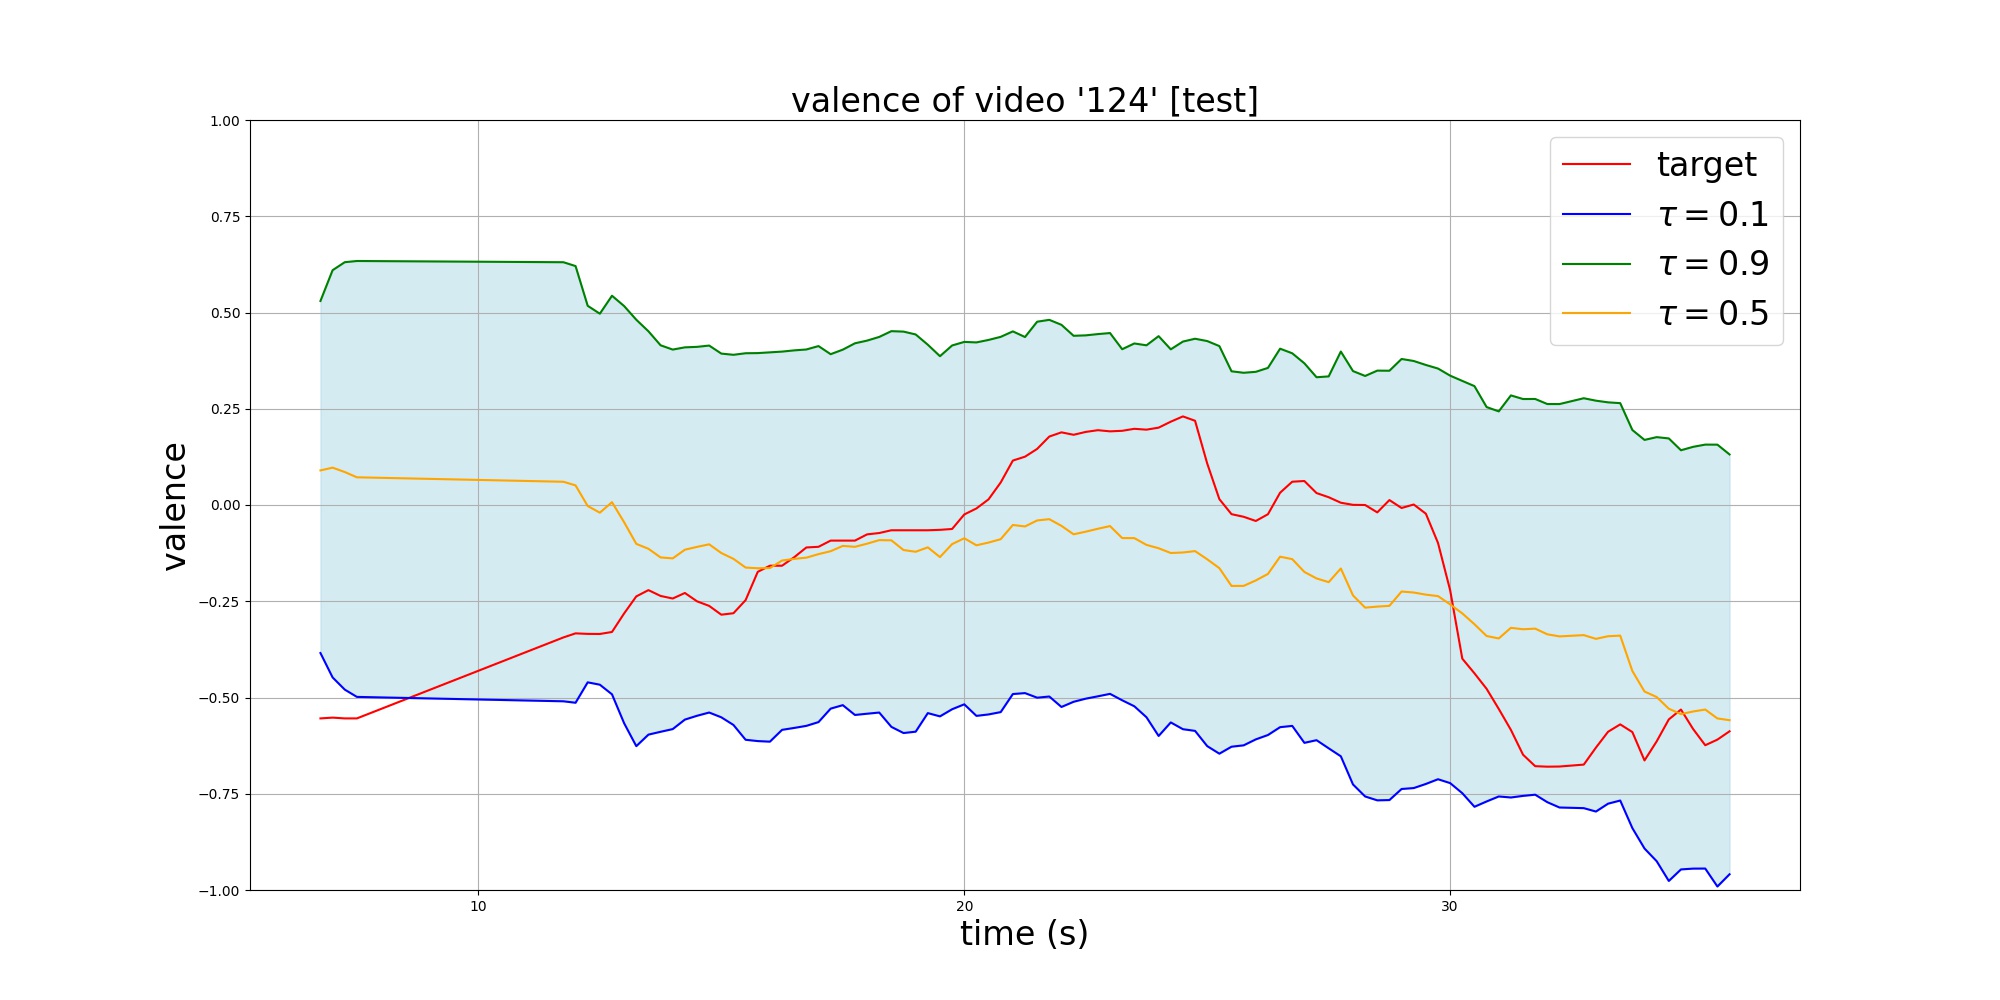 valence of video '124' [test]
1.00
0.75
0.50
0.25
0.00
−0.25
−0.50
−0.75
−1.00
valence
10 20 30
time (s)
target
τ = 0.1
τ = 0.9
τ = 0.5